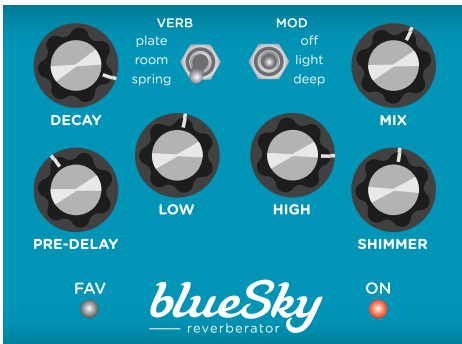 VERB
MOD
plate
room
spring
off
light
deep
DECAY
MIX
LOW
HIGH
PRE-DELAY
SHIMMER
FAV
ON
blueSky
reverberator